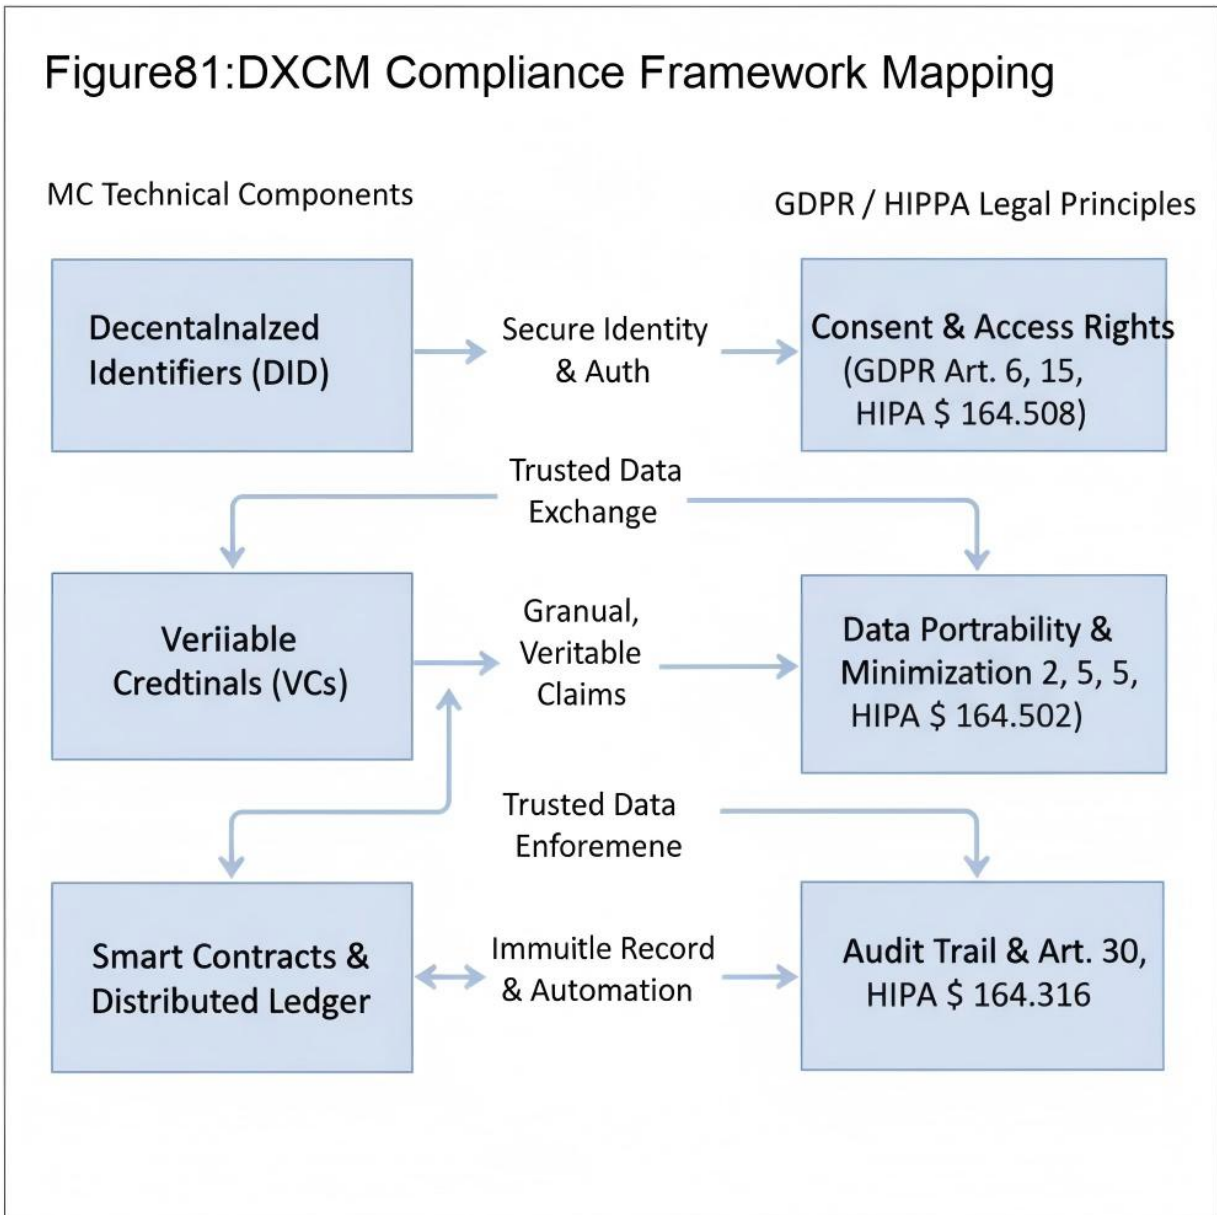 Figure81:DXCM Compliance Framework Mapping
MC Technical Components
GDPR / HIPPA Legal Principles
Decentalnalzed
Identifiers (DID)
Secure Identity
& Auth
Consent & Access Rights
(GDPR Art. 6, 15,
HIPA $ 164.508)
Trusted Data
Exchange
Veriiable
Credtinals (VCs)
Granual,
Veritable
Claims
Data Portrability &
Minimization 2, 5, 5,
HIPA $ 164.502)
Trusted Data
Enforemene
Smart Contracts &
Distributed Ledger
Immuitle Record
& Automation
Audit Trail & Art. 30,
HIPA $ 164.316